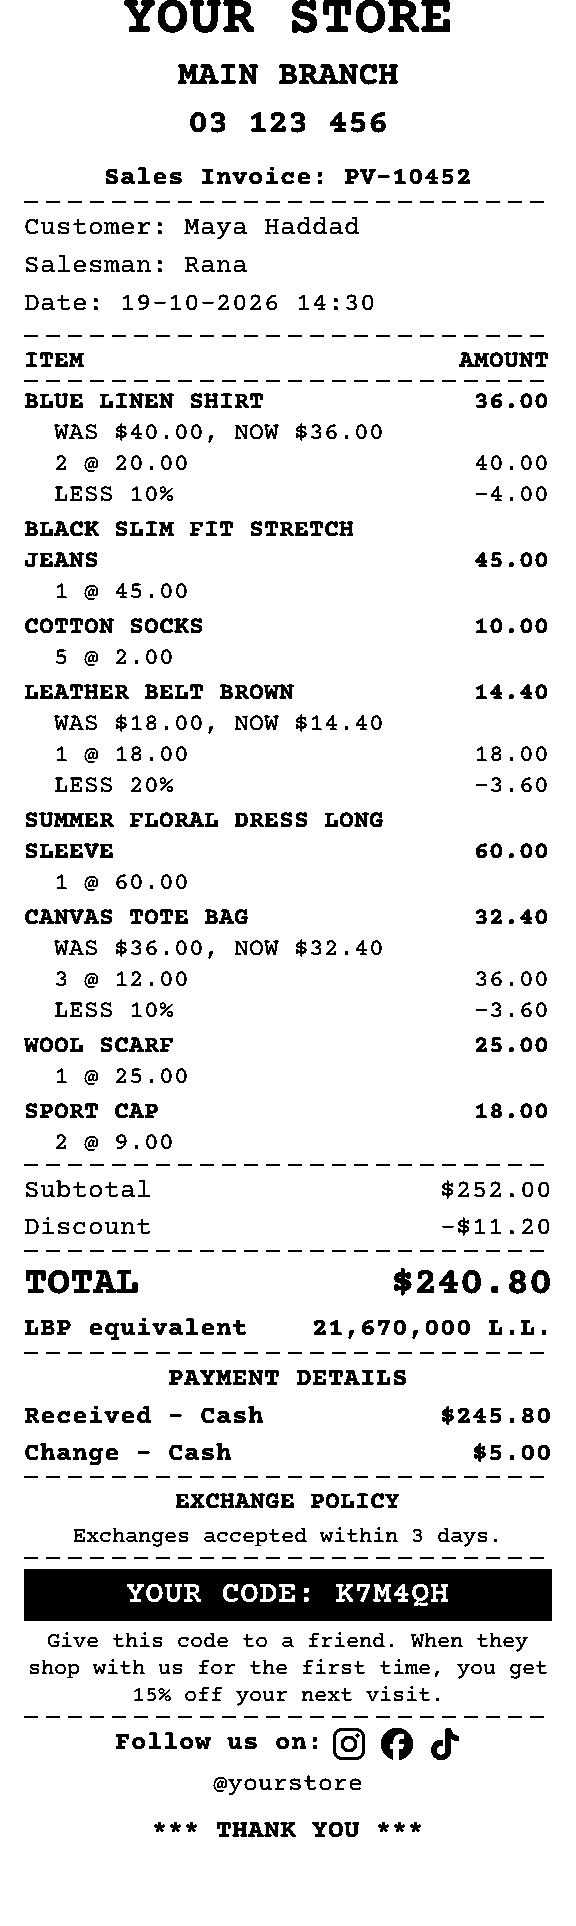 YOUR STORE
MAIN BRANCH
03 123 456
Sales Invoice: PV-10452
Customer: Maya Haddad
Salesman: Rana
Date: 19-10-2026 14:30
ITEM AMOUNT
BLUE LINEN SHIRT 36.00
WAS $40.00, NOW $36.00
2 @ 20.00 40.00
LESS 10% -4.00
BLACK SLIM FIT STRETCH
JEANS 45.00
1 @ 45.00
COTTON SOCKS 10.00
5 @ 2.00
LEATHER BELT BROWN 14.40
WAS $18.00, NOW $14.40
1 @ 18.00 18.00
LESS 20% -3.60
SUMMER FLORAL DRESS LONG
SLEEVE 60.00
1 @ 60.00
CANVAS TOTE BAG 32.40
WAS $36.00, NOW $32.40
3 @ 12.00 36.00
LESS 10% -3.60
WOOL SCARF 25.00
1 @ 25.00
SPORT CAP 18.00
2 @ 9.00
Subtotal $252.00
Discount -$11.20
TOTAL $240.80
LBP equivalent 21,670,000 L.L.
PAYMENT DETAILS
Received - Cash $245.80
Change - Cash $5.00
EXCHANGE POLICY
Exchanges accepted within 3 days.
YOUR CODE: K7M4QH
Give this code to a friend. When they
shop with us for the first time, you get
15% off your next visit.
Follow us on:
@yourstore
*** THANK YOU ***